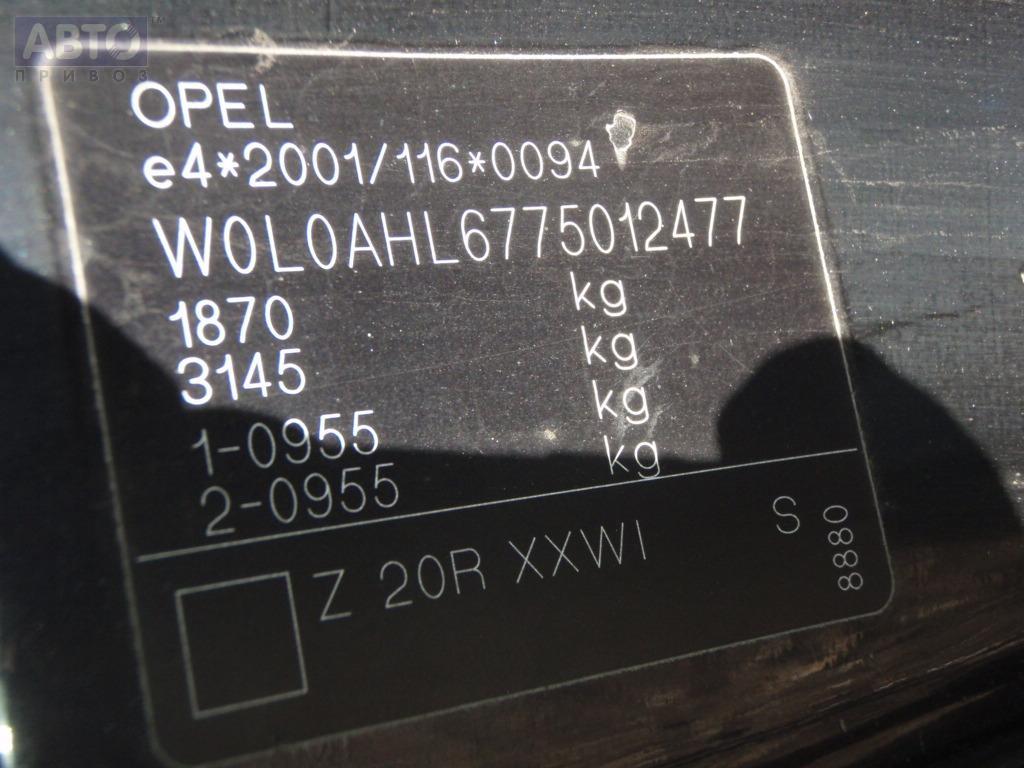 АВТО
ПРИВОЗ
OPEL
e4*2001/116*0094
W0L0AHL6775012477
1870 kg
3145 kg
1-0955 kg
2-0955 kg
Z 20R XXWI S
8880